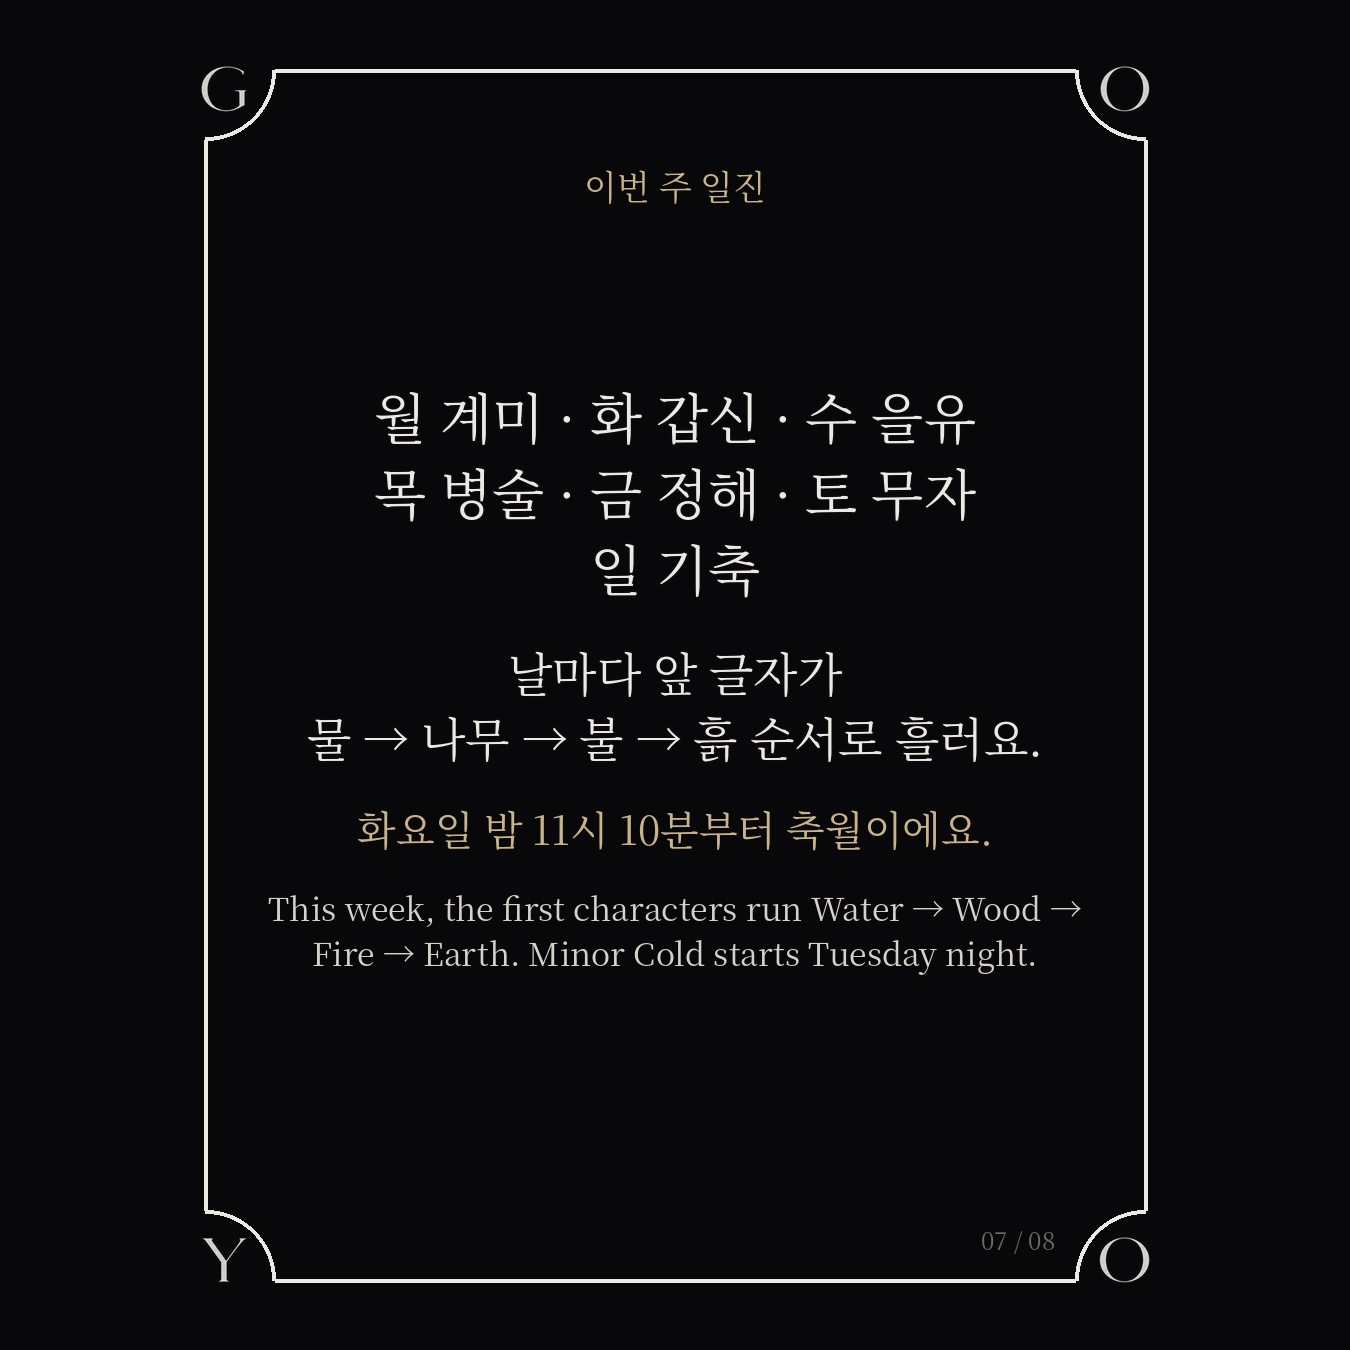 G O
이번 주 일진
월 계미 · 화 갑신 · 수 을유
목 병술 · 금 정해 · 토 무자
일 기축
날마다 앞 글자가
물 → 나무 → 불 → 흙 순서로 흘러요.
화요일 밤 11시 10분부터 축월이에요.
This week, the first characters run Water → Wood →
Fire → Earth. Minor Cold starts Tuesday night.
07 / 08
Y O